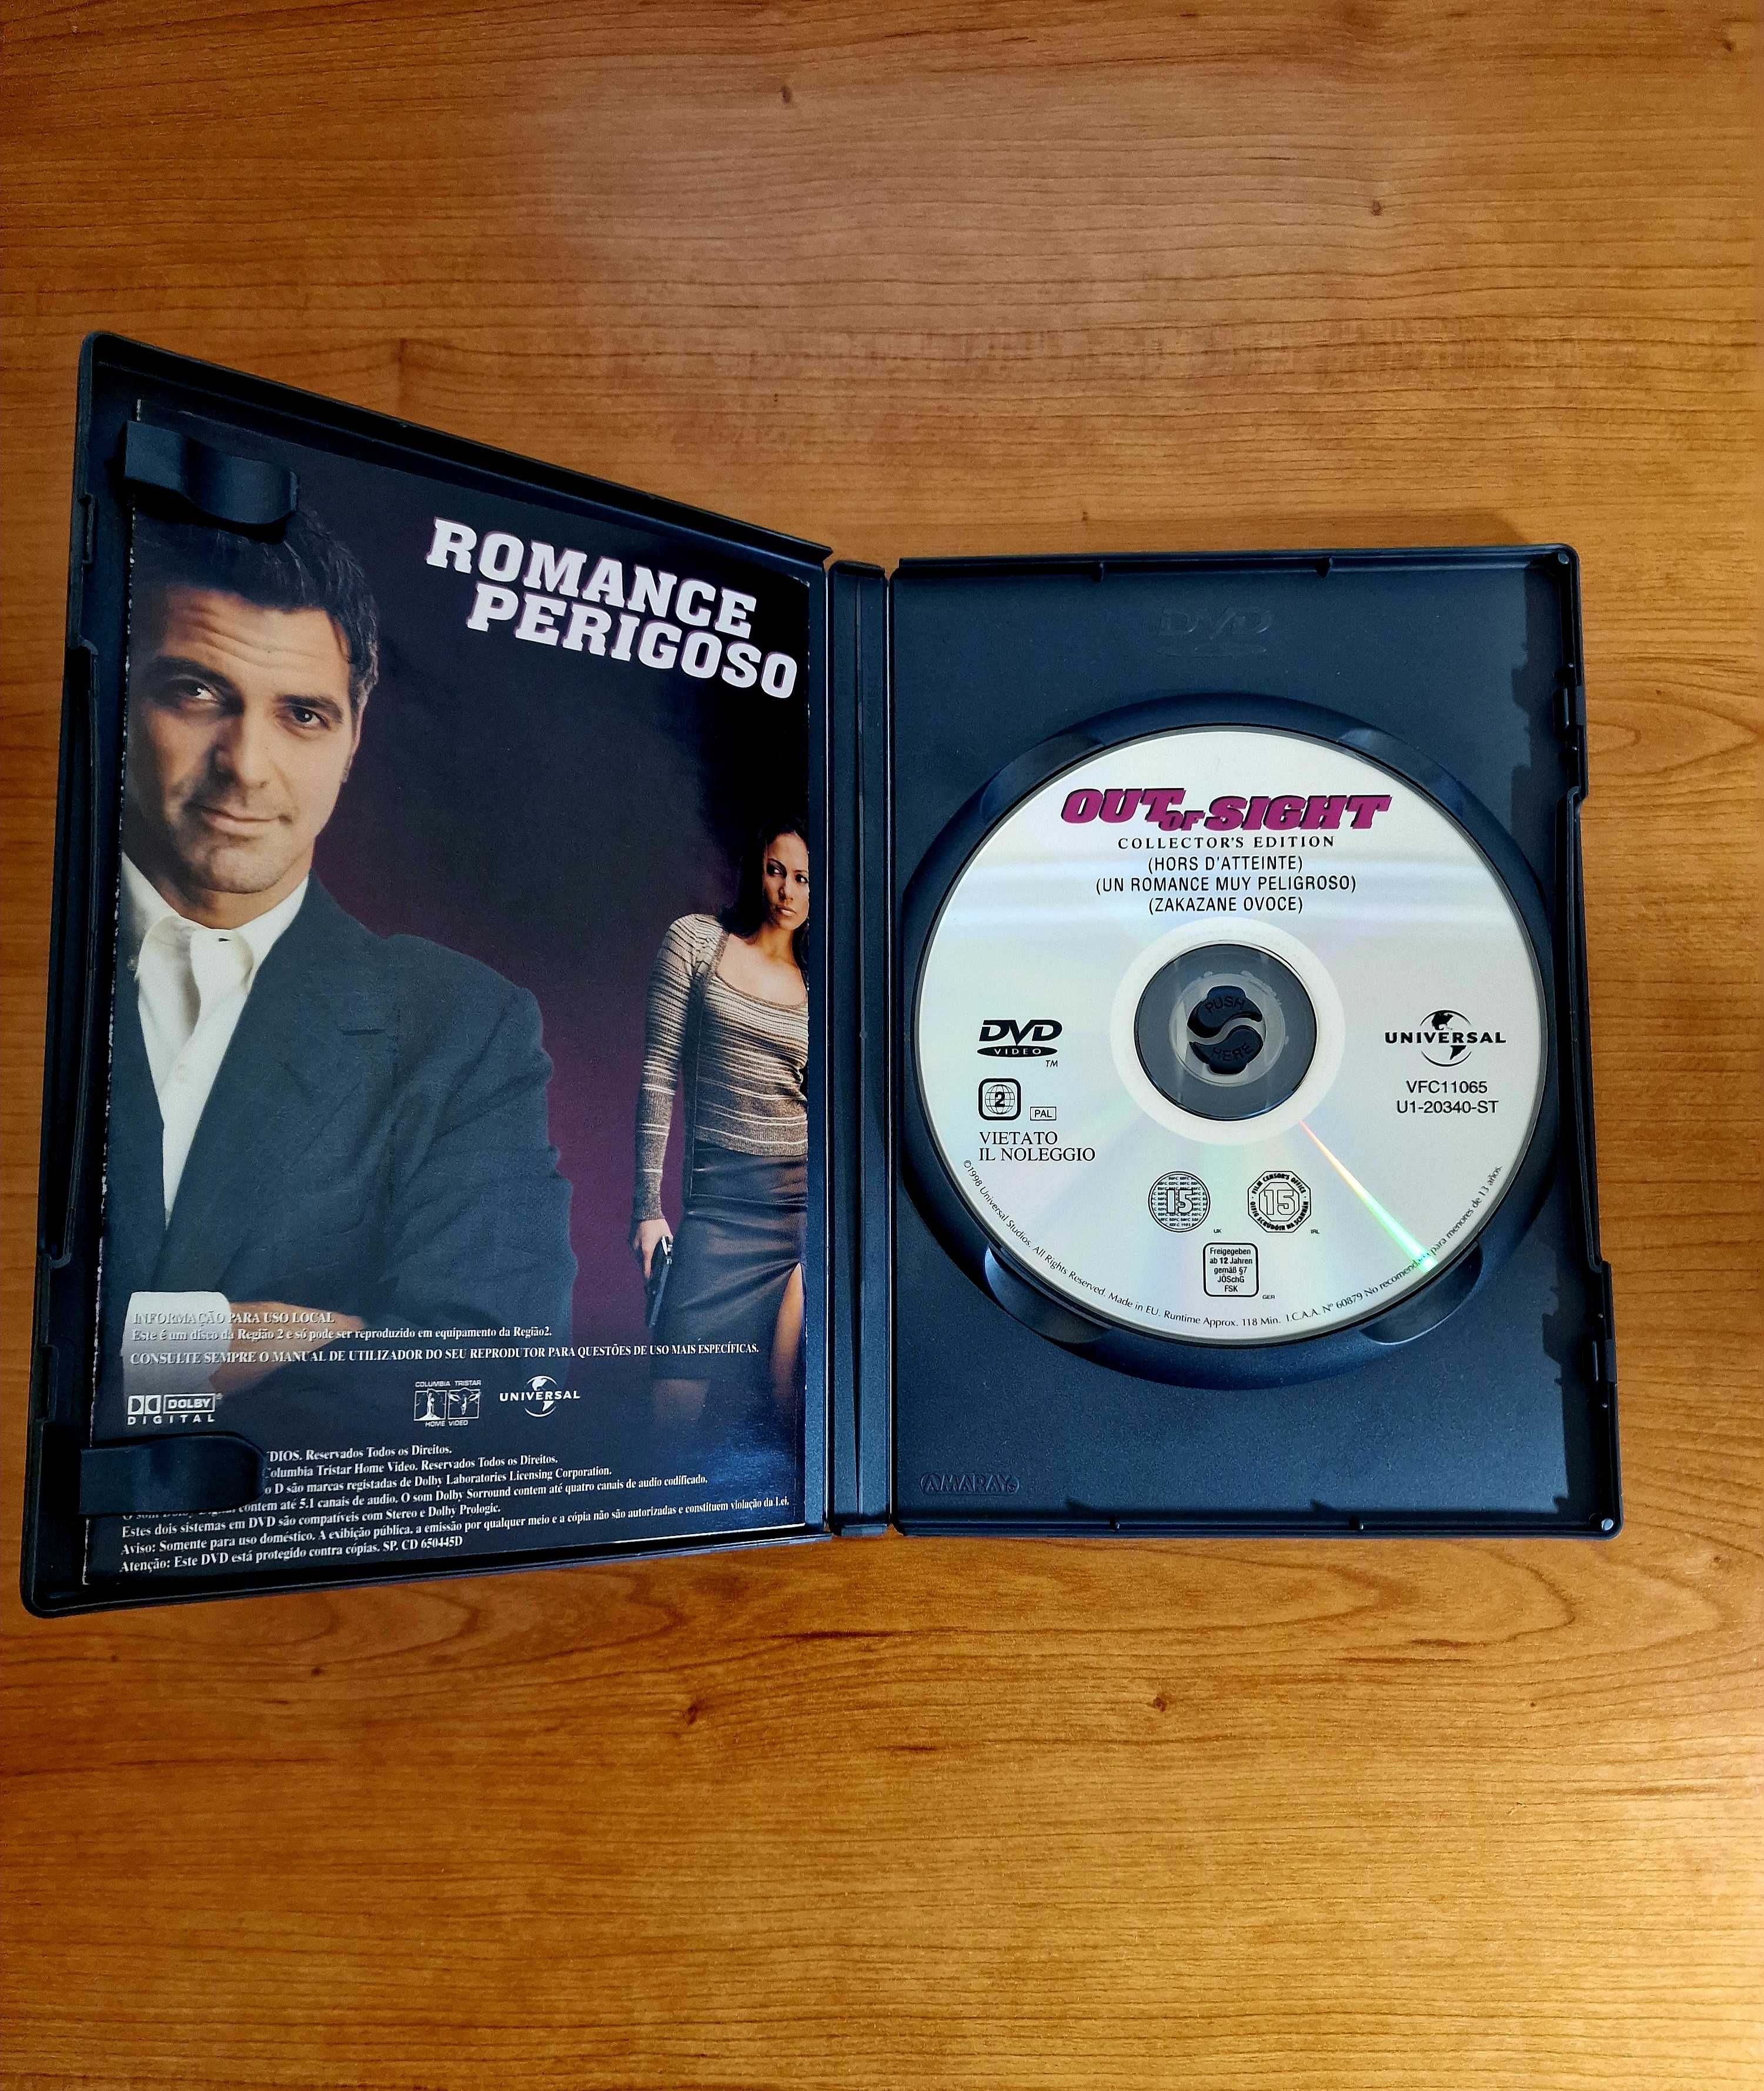 ROMANCE
PERIGOSO
INFORMAÇÃO PARA USO LOCAL
Este é um disco da Região 2 e só pode ser reproduzido em equipamento da Região2.
CONSULTE SEMPRE O MANUAL DE UTILIZADOR DO SEU REPRODUTOR PARA QUESTÕES DE USO MAIS ESPECÍFICAS.
DOLBY
DIGITAL
COLUMBIA TRISTAR
HOME VIDEO
UNIVERSAL
DIOS. Reservados Todos os Direitos.
Columbia Tristar Home Video. Reservados Todos os Direitos.
o D são marcas registadas de Dolby Laboratories Licensing Corporation.
O som Dolby Digital contem até 5.1 canais de audio. O som Dolby Sorround contem até quatro canais de audio codificado.
Estes dois sistemas em DVD são compatíveis com Stereo e Dolby Prologic.
Aviso: Somente para uso doméstico. A exibição pública, a emissão por qualquer meio e a cópia não são autorizadas e constituem violação da Lei.
Atenção: Este DVD está protegido contra cópias. SP. CD 650445D
DVD
OUT OF SIGHT
COLLECTOR'S EDITION
(HORS D'ATTEINTE)
(UN ROMANCE MUY PELIGROSO)
(ZAKAZANE OVOCE)
PUSH
HERE
DVD
VIDEO
TM
2
PAL
VIETATO
IL NOLEGGIO
UNIVERSAL
VFC11065
U1-20340-ST
15
UK
FILM CENSOR'S OFFICE
15
IRL
Freigegeben
ab 12 Jahren
gemäß §7
JÖSchG
FSK
GER
©1998 Universal Studios. All Rights Reserved. Made in EU. Runtime Approx. 118 Min. I.C.A.A. Nº 60879 No recomendada para menores de 13 años.
AMARAY